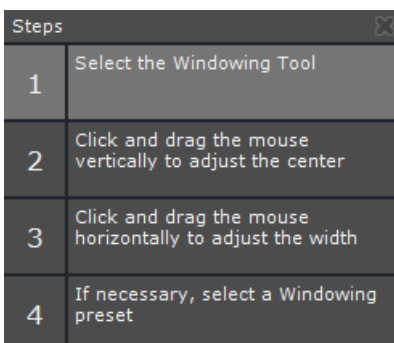 Steps
1
Select the Windowing Tool
2
Click and drag the mouse
vertically to adjust the center
3
Click and drag the mouse
horizontally to adjust the width
4
If necessary, select a Windowing
preset